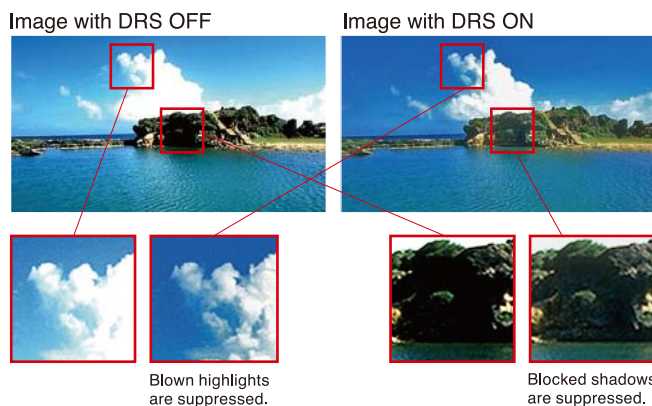 Image with DRS OFF
Image with DRS ON
Blown highlights
are suppressed.
Blocked shadows
are suppressed.